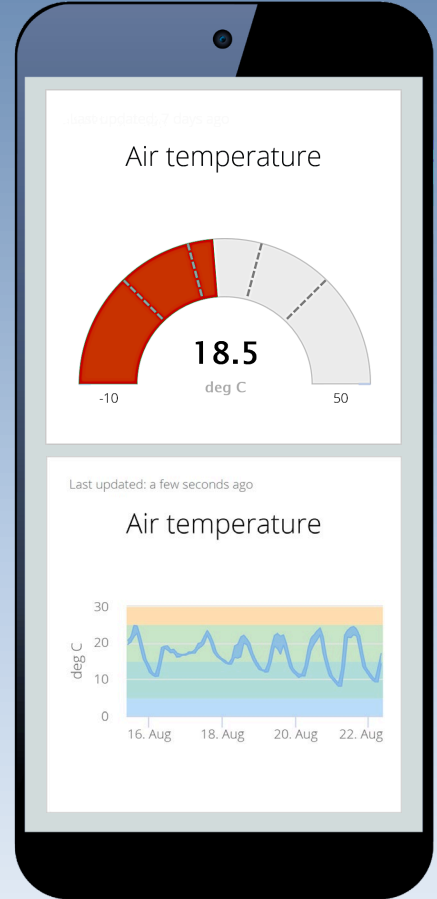 Air temperature
18.5
deg C
-10
50
Last updated: a few seconds ago
Air temperature
deg C
30
20
10
0
16. Aug
18. Aug
20. Aug
22. Aug